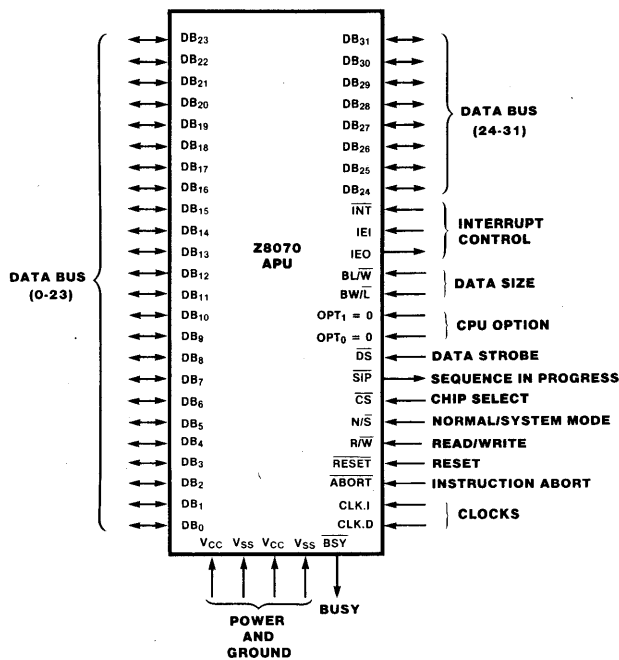 DB₂₃ DB₃₁
DB₂₂ DB₃₀
DB₂₁ DB₂₉
DB₂₀ DB₂₈
DB₁₉ DB₂₇
DB₁₈ DB₂₆
DB₁₇ DB₂₅
DB₁₆ DB₂₄
DATA BUS
(24-31)
DB₁₅ INT
DB₁₄ IEI
DB₁₃ IEO
INTERRUPT
CONTROL
Z8070
APU
DB₁₂ BL/W
DB₁₁ BW/L
DATA SIZE
DATA BUS
(0-23)
DB₁₀ OPT₁ = 0
DB₉ OPT₀ = 0
CPU OPTION
DB₈ DS DATA STROBE
DB₇ SIP SEQUENCE IN PROGRESS
DB₆ CS CHIP SELECT
DB₅ N/S NORMAL/SYSTEM MODE
DB₄ R/W READ/WRITE
DB₃ RESET RESET
DB₂ ABORT INSTRUCTION ABORT
DB₁ CLK.I
DB₀ CLK.D
CLOCKS
VCC VSS VCC VSS BSY
BUSY
POWER
AND
GROUND